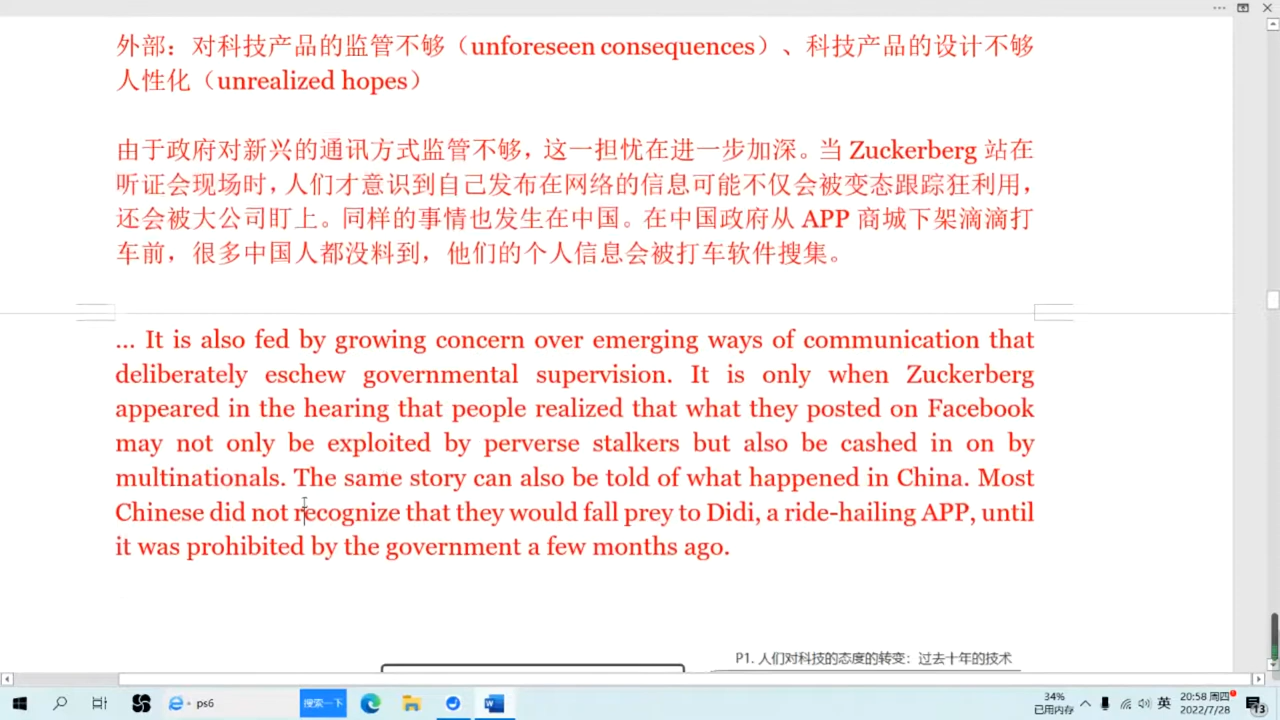 外部：对科技产品的监管不够（unforeseen consequences）、科技产品的设计不够
人性化（unrealized hopes）
由于政府对新兴的通讯方式监管不够，这一担忧在进一步加深。当 Zuckerberg 站在
听证会现场时，人们才意识到自己发布在网络的信息可能不仅会被变态跟踪狂利用，
还会被大公司盯上。同样的事情也发生在中国。在中国政府从 APP 商城下架滴滴打
车前，很多中国人都没料到，他们的个人信息会被打车软件搜集。
... It is also fed by growing concern over emerging ways of communication that
deliberately eschew governmental supervision. It is only when Zuckerberg
appeared in the hearing that people realized that what they posted on Facebook
may not only be exploited by perverse stalkers but also be cashed in on by
multinationals. The same story can also be told of what happened in China. Most
Chinese did not recognize that they would fall prey to Didi, a ride-hailing APP, until
it was prohibited by the government a few months ago.
P1. 人们对科技的态度的转变：过去十年的技术
ps6
搜索一下
34%
已用内存
英
20:58 周四
2022/7/28
13